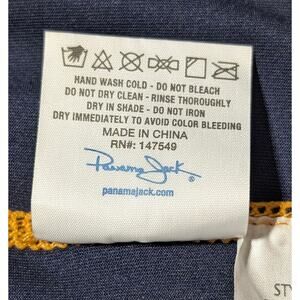 HAND WASH COLD - DO NOT BLEACH
DO NOT DRY CLEAN - RINSE THOROUGHLY
DRY IN SHADE - DO NOT IRON
DRY IMMEDIATELY TO AVOID COLOR BLEEDING
MADE IN CHINA
RN#: 147549
Panama Jack®
panamajack.com
STY